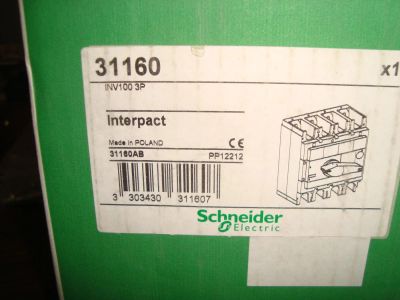 31160 x1
INV100 3P
Interpact
Made in POLAND CE
31160AB PP12212
3 303430 311607
Schneider
Electric